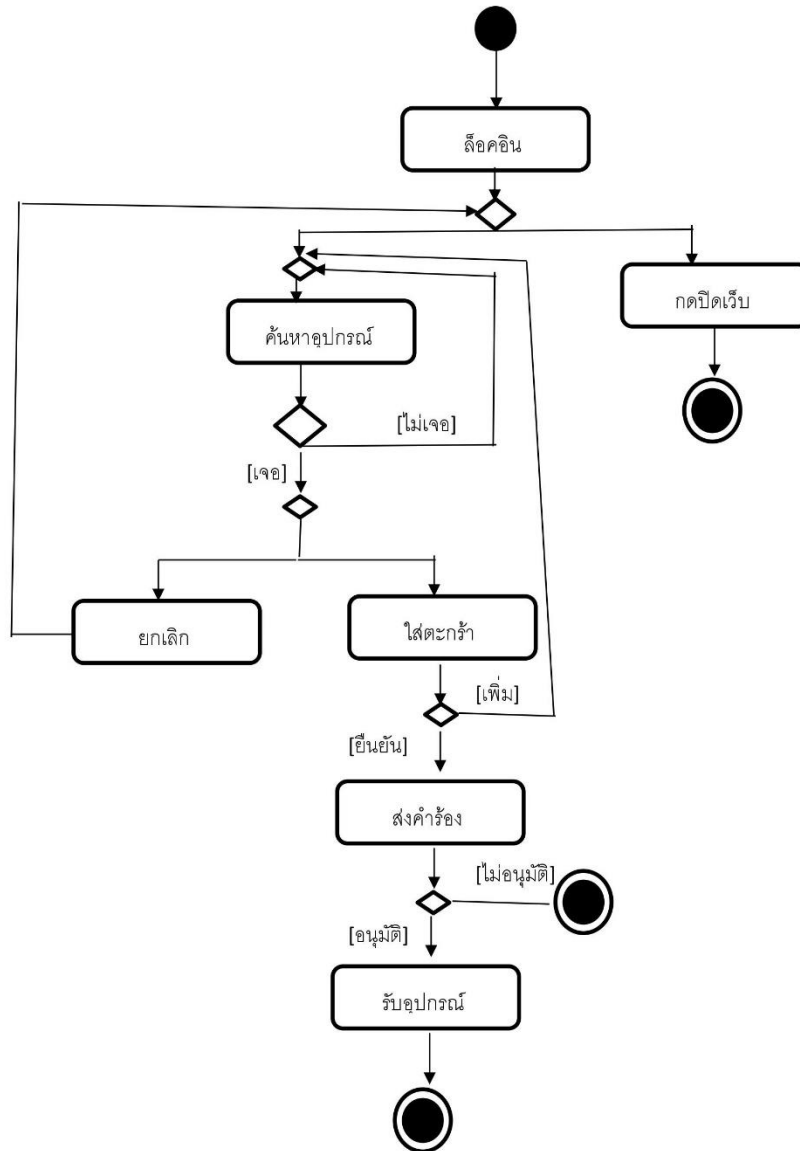 ล็อคอิน
กดปิดเว็บ
ค้นหาอุปกรณ์
[ไม่เจอ]
[เจอ]
ยกเลิก
ใส่ตะกร้า
[เพิ่ม]
[ยืนยัน]
ส่งคำร้อง
[ไม่อนุมัติ]
[อนุมัติ]
รับอุปกรณ์